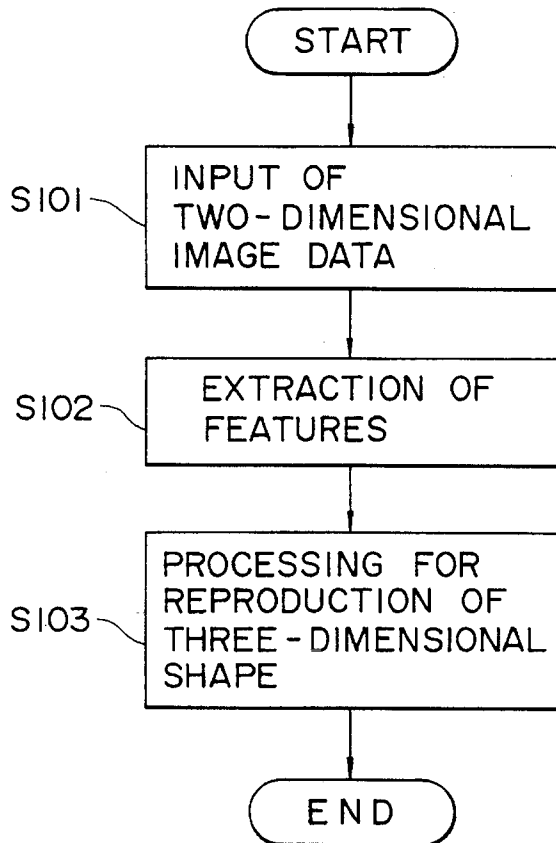 START
S101
INPUT OF
TWO-DIMENSIONAL
IMAGE DATA
S102
EXTRACTION OF
FEATURES
S103
PROCESSING FOR
REPRODUCTION OF
THREE-DIMENSIONAL
SHAPE
END